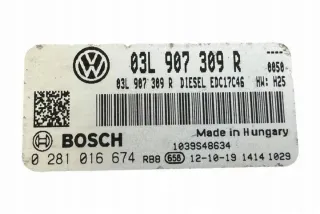 03L 907 309 R
0050-
03L 907 309 R DIESEL EDC17C46 HW: H25
BOSCH
Made in Hungary
1039S48634
0 281 016 674 RB8 658 12-10-19 1414 1029